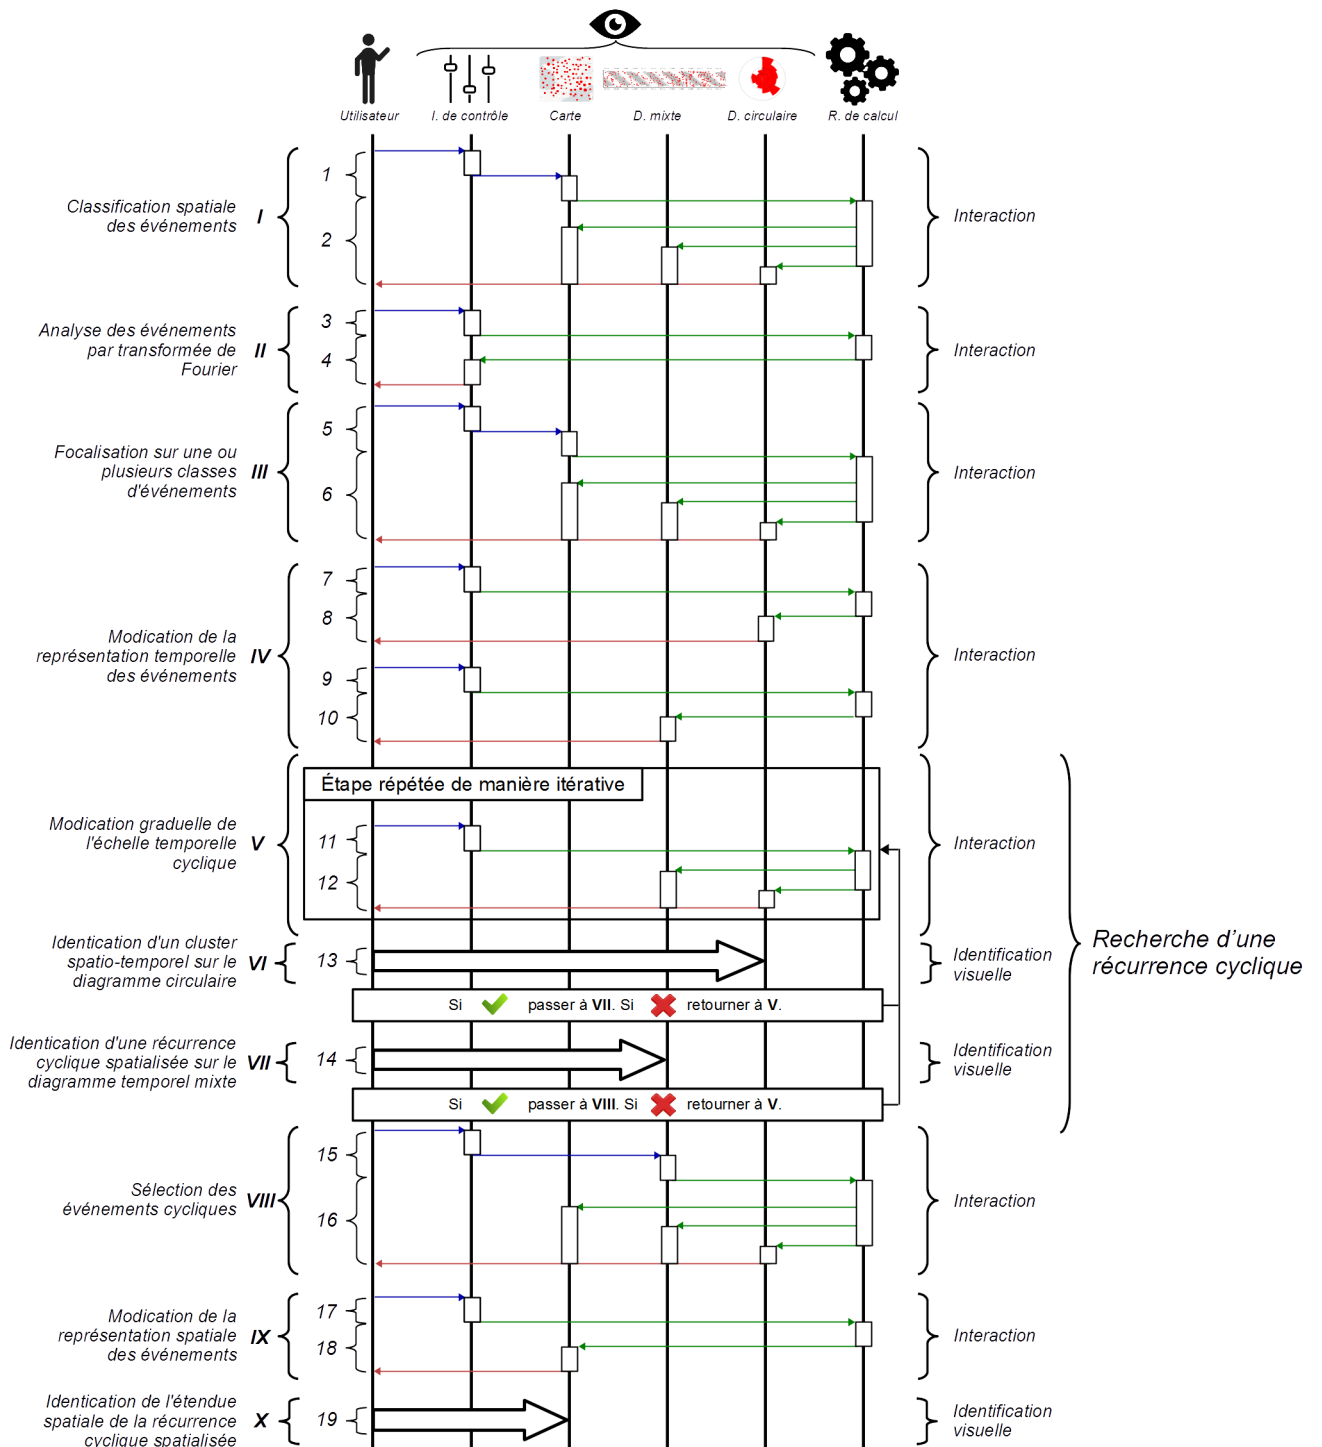 Utilisateur
I. de contrôle
Carte
D. mixte
D. circulaire
R. de calcul
Classification spatiale
des événements
I
1
2
Interaction
Analyse des événements
par transformée de
Fourier
II
3
4
Interaction
Focalisation sur une ou
plusieurs classes
d'événements
III
5
6
Interaction
Modication de la
représentation temporelle
des événements
IV
7
8
9
10
Interaction
Étape répétée de manière itérative
Modication graduelle de
l'échelle temporelle
cyclique
V
11
12
Interaction
Identication d'un cluster
spatio-temporel sur le
diagramme circulaire
VI
13
Identification
visuelle
Recherche d’une
récurrence cyclique
Si passer à VII. Si retourner à V.
Identication d'une récurrence
cyclique spatialisée sur le
diagramme temporel mixte
VII
14
Identification
visuelle
Si passer à VIII. Si retourner à V.
Sélection des
événements cycliques
VIII
15
16
Interaction
Modication de la
représentation spatiale
des événements
IX
17
18
Interaction
Identication de l'étendue
spatiale de la récurrence
cyclique spatialisée
X
19
Identification
visuelle